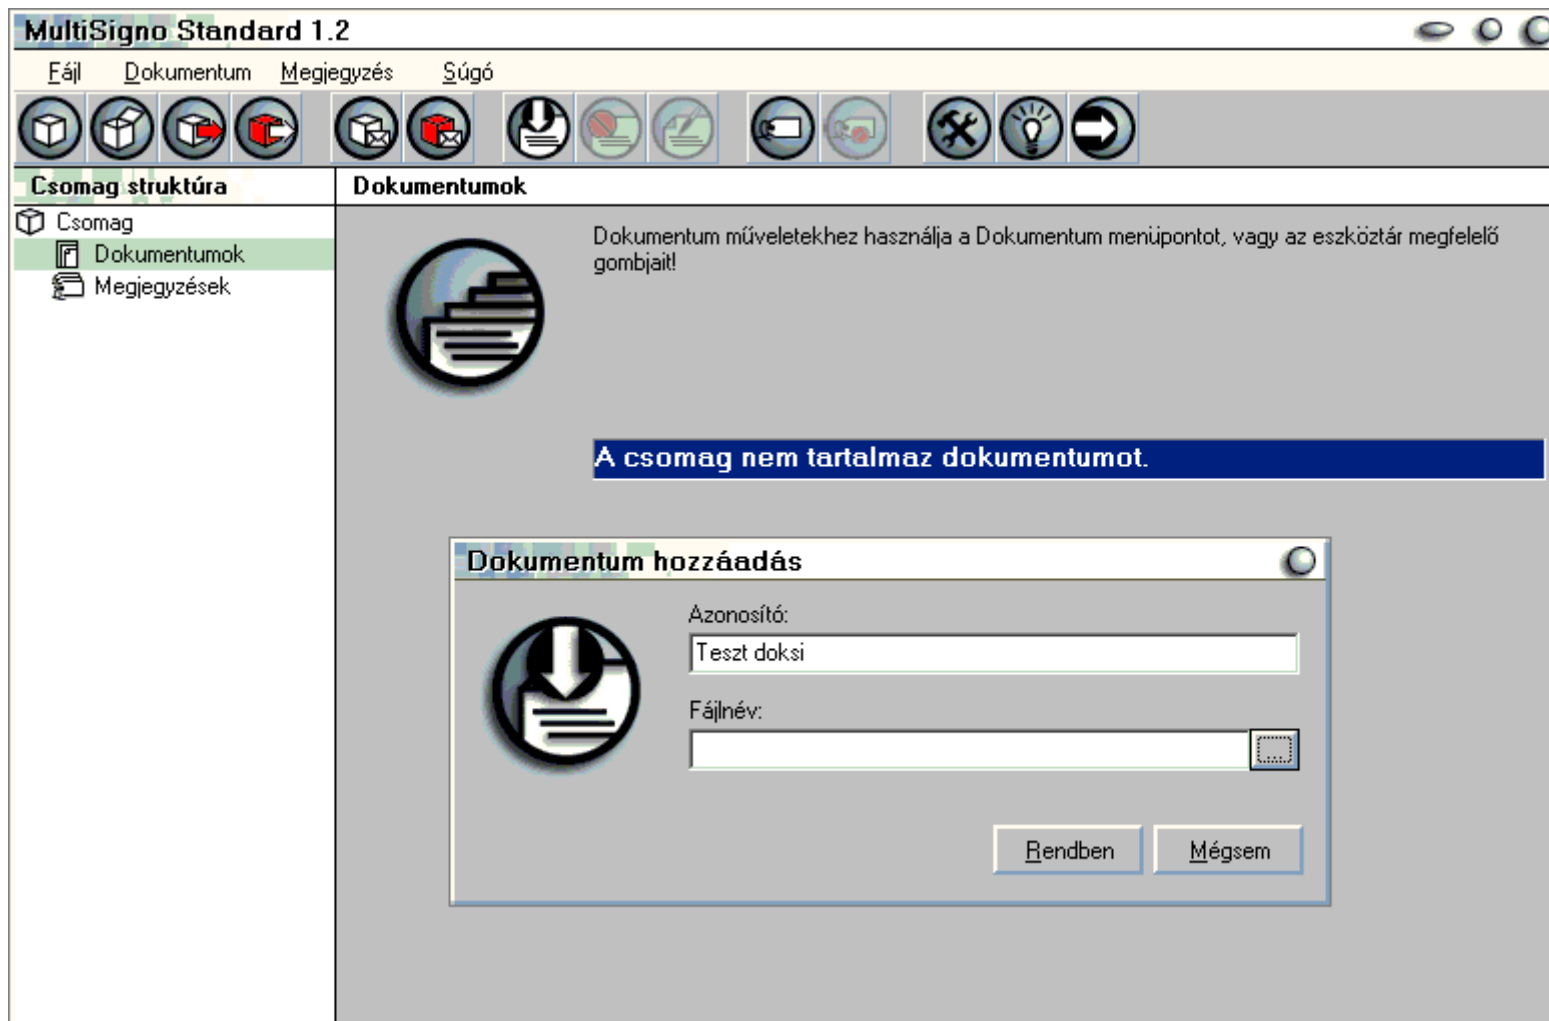 MultiSigno Standard 1.2
Fájl Dokumentum Megjegyzés Súgó
Csomag struktúra
Dokumentumok
Csomag
Dokumentumok
Megjegyzések
Dokumentum műveletekhez használja a Dokumentum menüpontot, vagy az eszköztár megfelelő
gombjait!
A csomag nem tartalmaz dokumentumot.
Dokumentum hozzáadás
Azonosító:
Teszt doksi
Fájlnév:
...
Rendben Mégsem